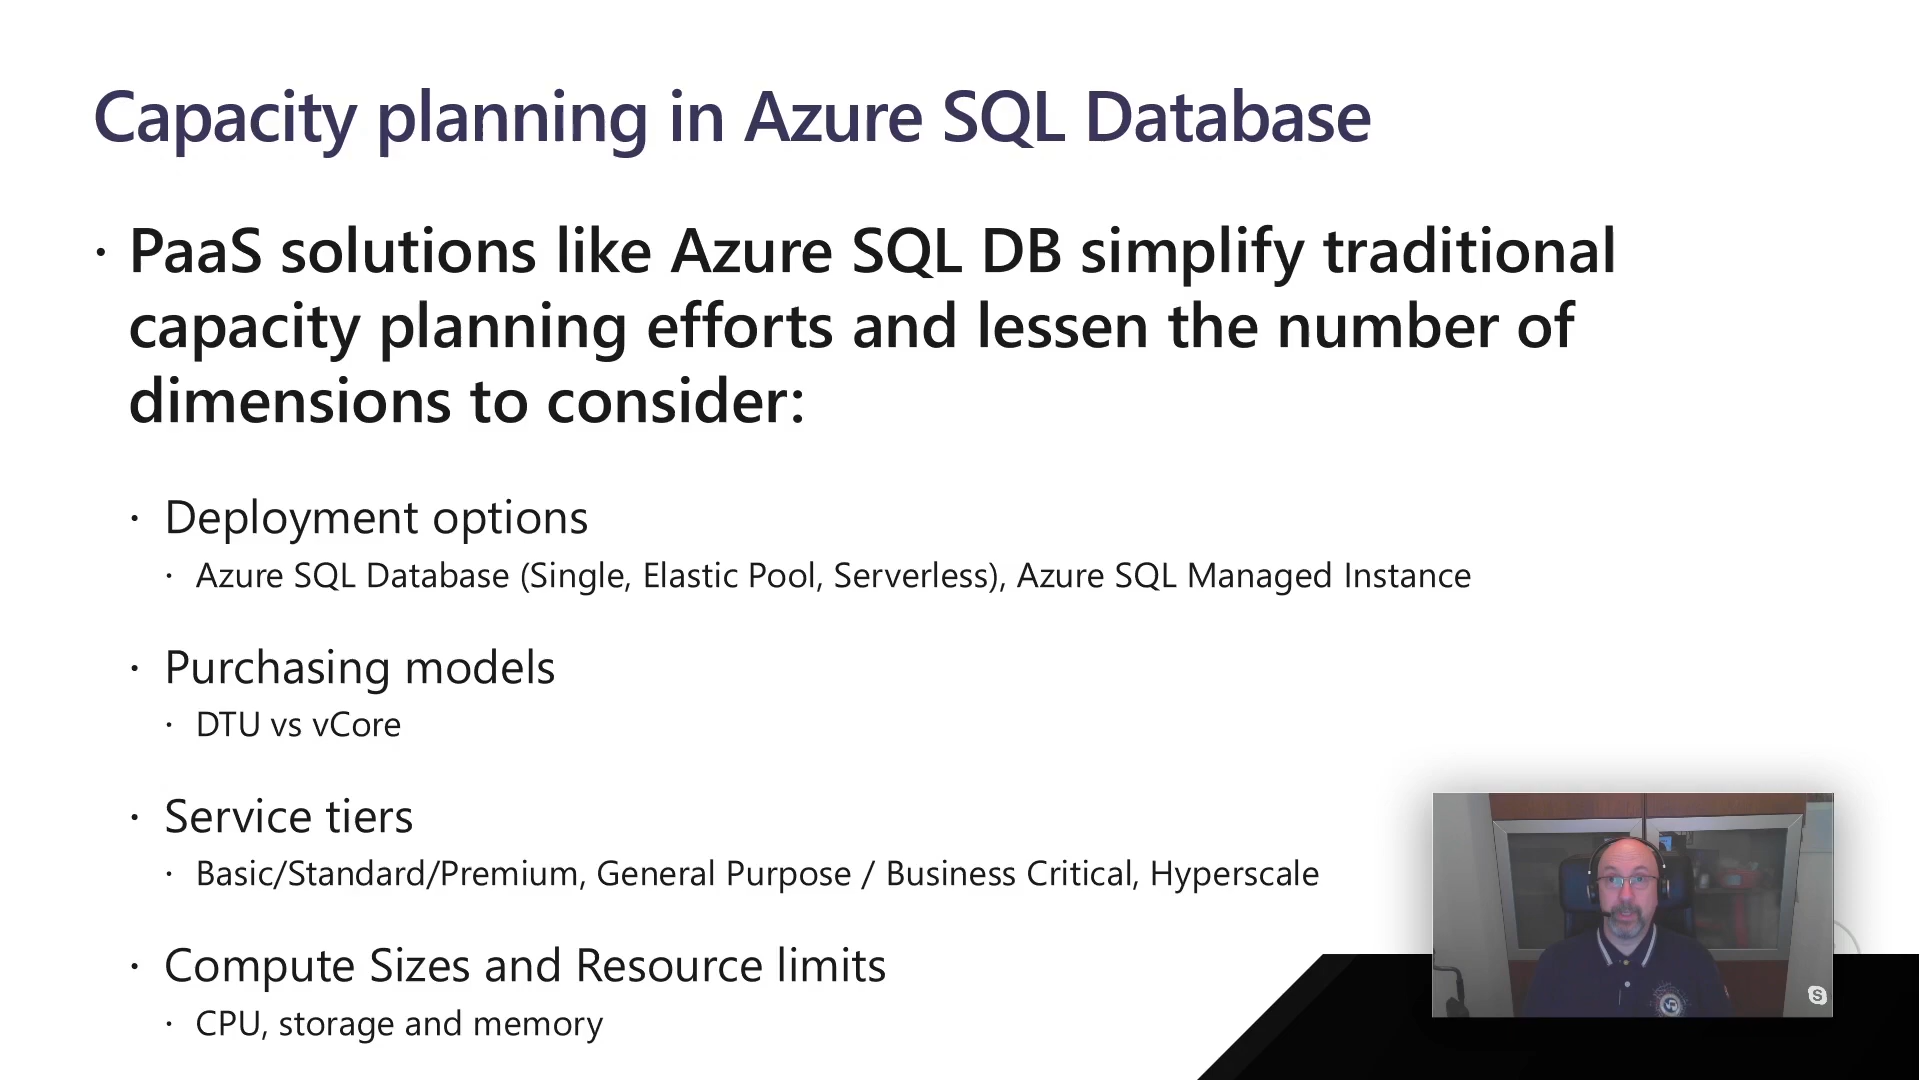 Capacity planning in Azure SQL Database
· PaaS solutions like Azure SQL DB simplify traditional
capacity planning efforts and lessen the number of
dimensions to consider:
· Deployment options
· Azure SQL Database (Single, Elastic Pool, Serverless), Azure SQL Managed Instance
· Purchasing models
· DTU vs vCore
· Service tiers
· Basic/Standard/Premium, General Purpose / Business Critical, Hyperscale
· Compute Sizes and Resource limits
· CPU, storage and memory